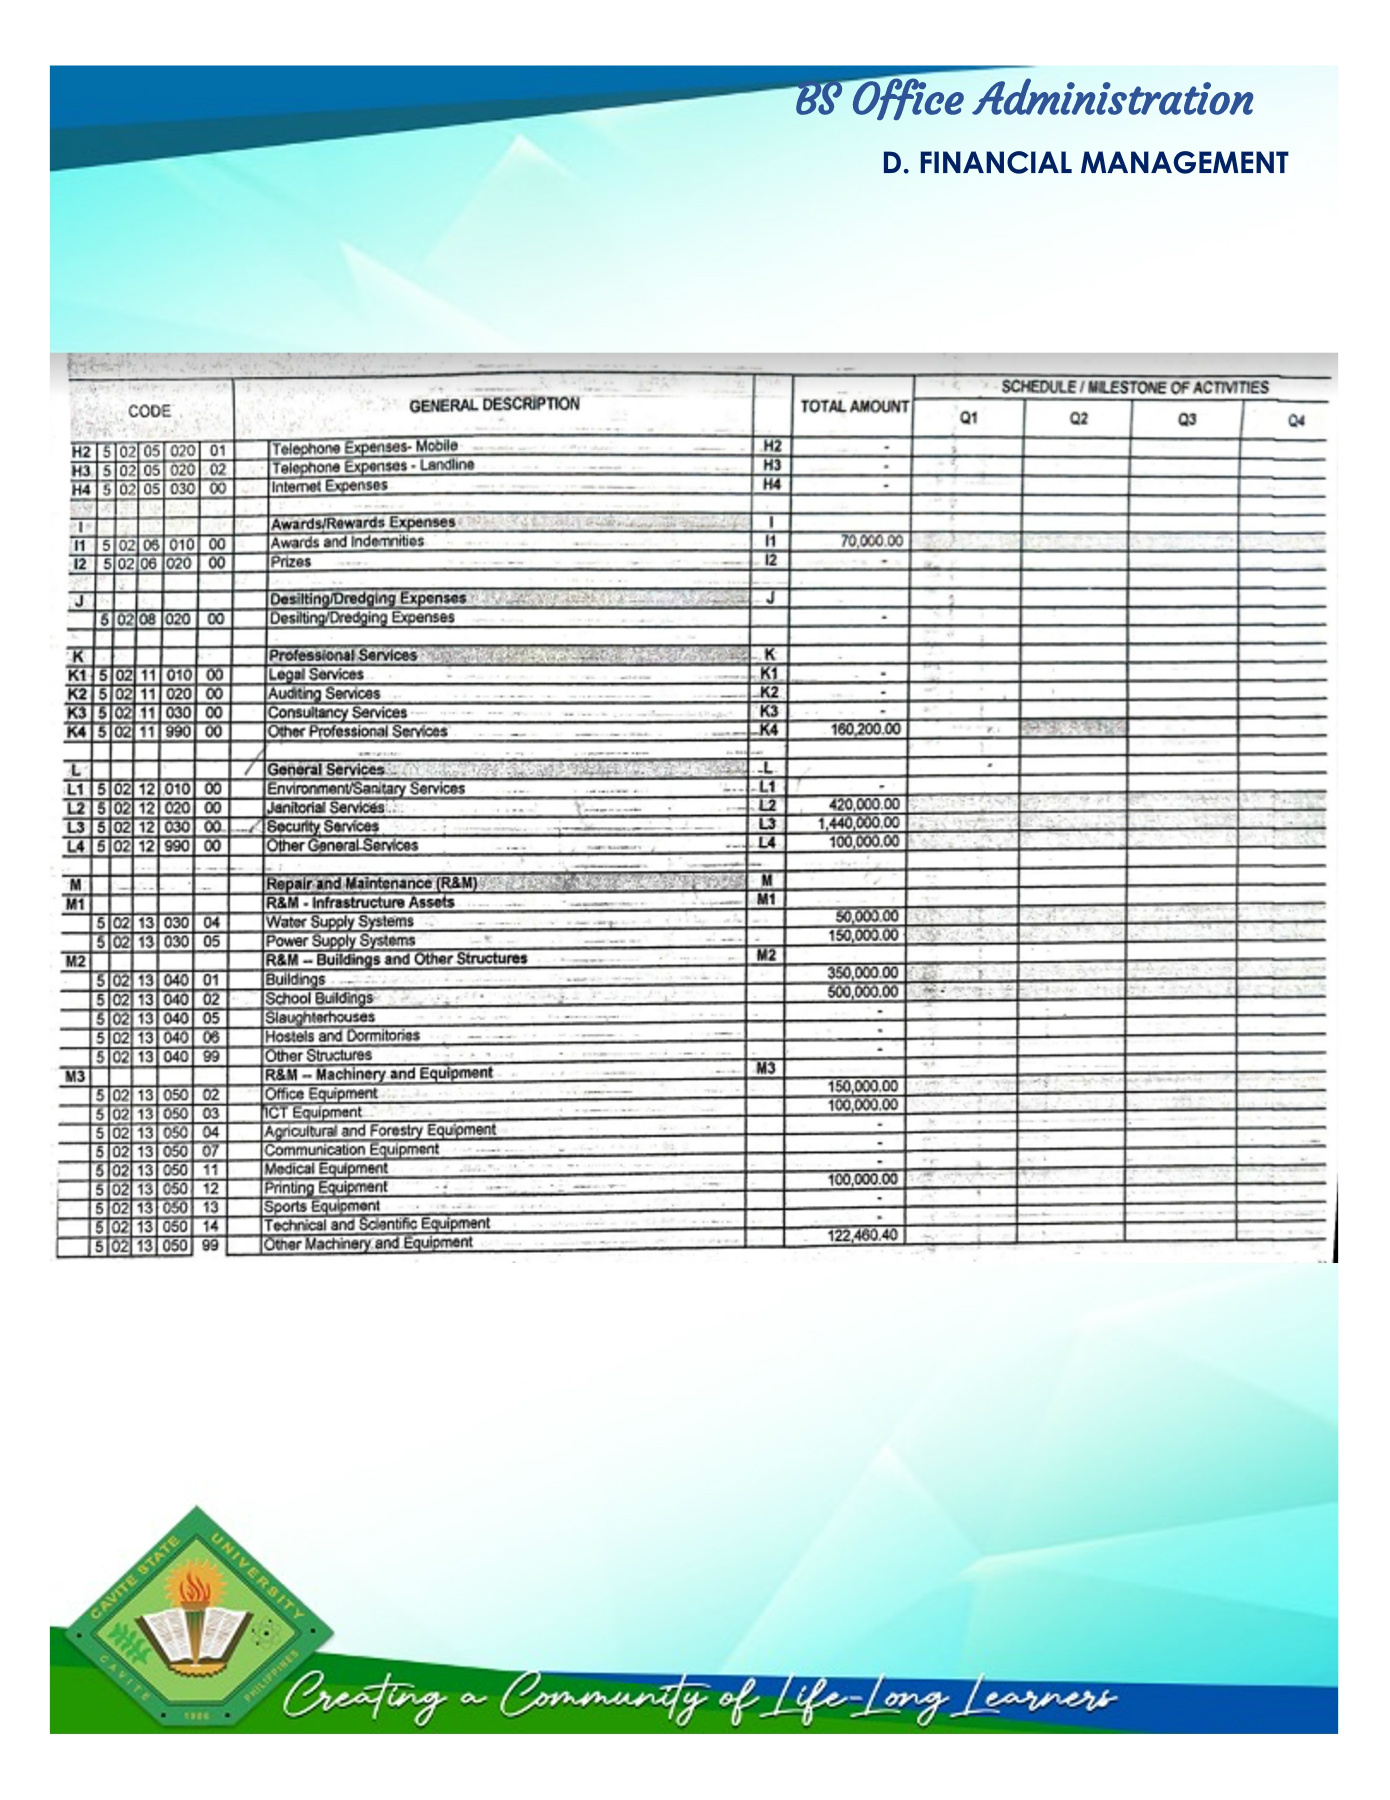 BS Office Administration
D. FINANCIAL MANAGEMENT
CODE GENERAL DESCRIPTION TOTAL AMOUNT SCHEDULE / MILESTONE OF ACTIVITIES
Q1 Q2 Q3 Q4
H2 5 02 05 020 01 Telephone Expenses- Mobile H2 -
H3 5 02 05 020 02 Telephone Expenses - Landline H3 -
H4 5 02 05 030 00 Internet Expenses H4 -
I Awards/Rewards Expenses I
I1 5 02 06 010 00 Awards and Indemnities I1 70,000.00
I2 5 02 06 020 00 Prizes I2 -
J Desilting/Dredging Expenses J
5 02 08 020 00 Desilting/Dredging Expenses -
K Professional Services K
K1 5 02 11 010 00 Legal Services K1 -
K2 5 02 11 020 00 Auditing Services K2 -
K3 5 02 11 030 00 Consultancy Services K3 -
K4 5 02 11 990 00 Other Professional Services K4 160,200.00
L General Services L
L1 5 02 12 010 00 Environment/Sanitary Services L1 -
L2 5 02 12 020 00 Janitorial Services L2 420,000.00
L3 5 02 12 030 00 Security Services L3 1,440,000.00
L4 5 02 12 990 00 Other General Services L4 100,000.00
M Repair and Maintenance (R&M) M
M1 R&M - Infrastructure Assets M1
5 02 13 030 04 Water Supply Systems 50,000.00
5 02 13 030 05 Power Supply Systems 150,000.00
M2 R&M – Buildings and Other Structures M2
5 02 13 040 01 Buildings 350,000.00
5 02 13 040 02 School Buildings 500,000.00
5 02 13 040 05 Slaughterhouses -
5 02 13 040 06 Hostels and Dormitories -
5 02 13 040 99 Other Structures -
M3 R&M – Machinery and Equipment M3
5 02 13 050 02 Office Equipment 150,000.00
5 02 13 050 03 ICT Equipment 100,000.00
5 02 13 050 04 Agricultural and Forestry Equipment -
5 02 13 050 07 Communication Equipment -
5 02 13 050 11 Medical Equipment -
5 02 13 050 12 Printing Equipment 100,000.00
5 02 13 050 13 Sports Equipment -
5 02 13 050 14 Technical and Scientific Equipment -
5 02 13 050 99 Other Machinery and Equipment 122,460.40
CAVITE STATE UNIVERSITY
CAVITE PHILIPPINES
1906
Creating a Community of Life-Long Learners